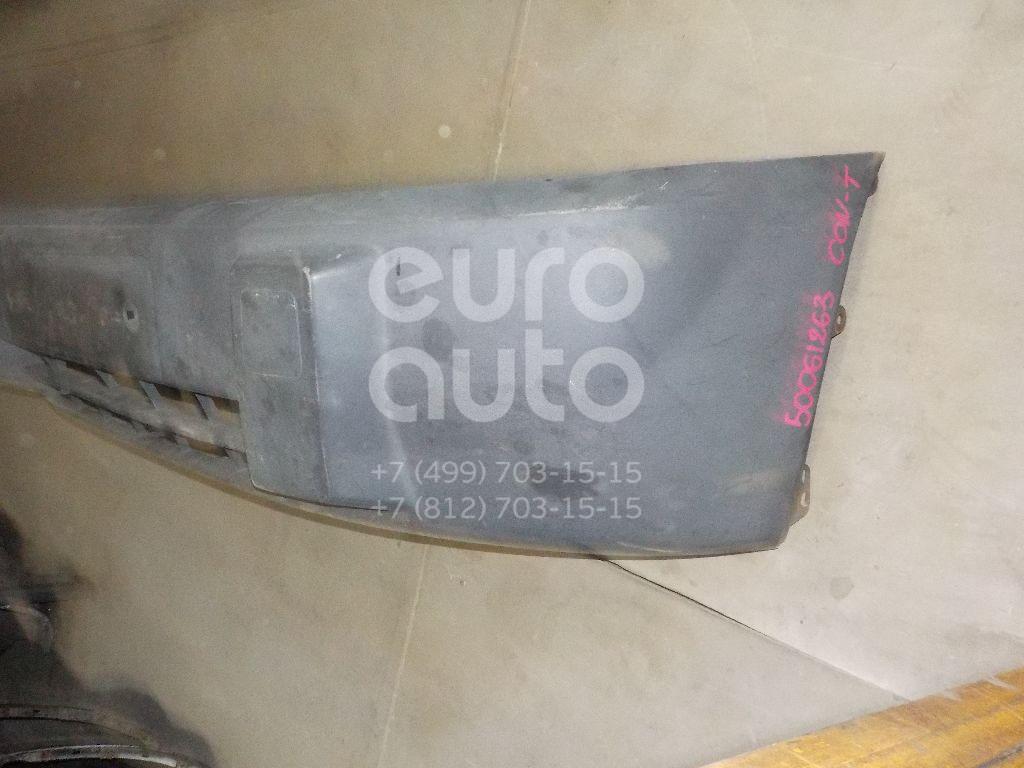 euro
auto
+7 (499) 703-15-15
+7 (812) 703-15-15
50061263 CON-T